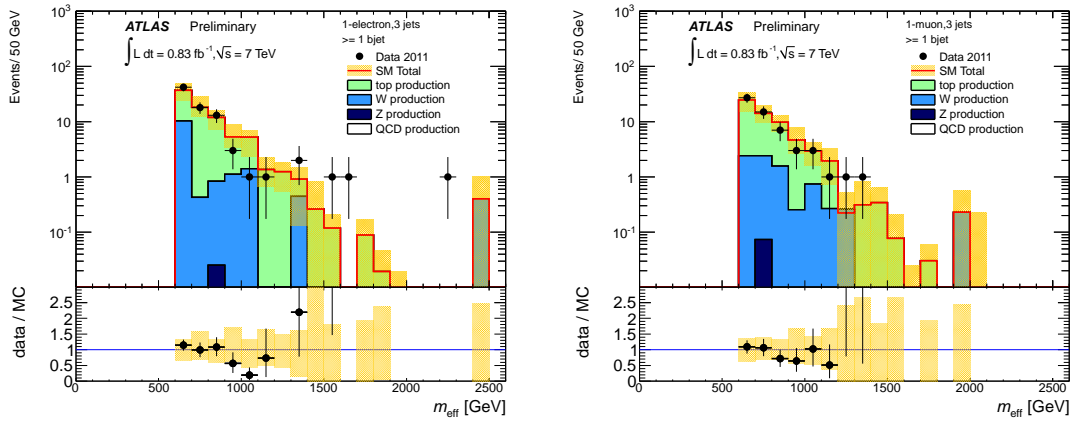 ATLAS Preliminary
∫ L dt = 0.83 fb⁻¹, √s = 7 TeV
1-electron,3 jets
>= 1 bjet
Data 2011
SM Total
top production
W production
Z production
QCD production
Events/ 50 GeV
10³
10²
10
1
10⁻¹
data / MC
2.5
2
1.5
1
0.5
0
0 500 1000 1500 2000 2500
m_eff [GeV]
ATLAS Preliminary
∫ L dt = 0.83 fb⁻¹, √s = 7 TeV
1-muon,3 jets
>= 1 bjet
Data 2011
SM Total
top production
W production
Z production
QCD production
Events/ 50 GeV
10³
10²
10
1
10⁻¹
data / MC
2.5
2
1.5
1
0.5
0
0 500 1000 1500 2000 2500
m_eff [GeV]